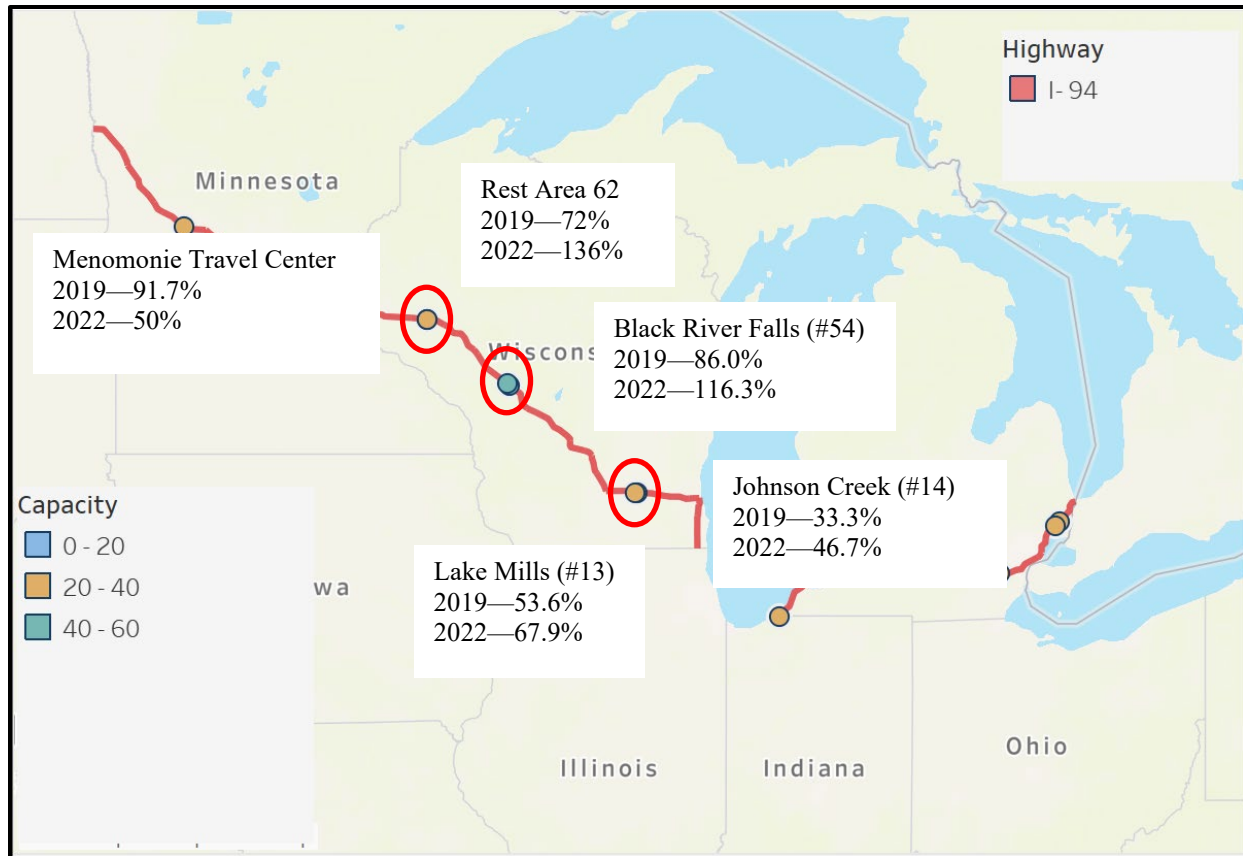 Highway
I-94
Minnesota
Rest Area 62
2019—72%
2022—136%
Menomonie Travel Center
2019—91.7%
2022—50%
Black River Falls (#54)
2019—86.0%
2022—116.3%
Wiscons
Johnson Creek (#14)
2019—33.3%
2022—46.7%
Capacity
0 - 20
20 - 40
40 - 60
Lake Mills (#13)
2019—53.6%
2022—67.9%
wa
Illinois
Indiana
Ohio